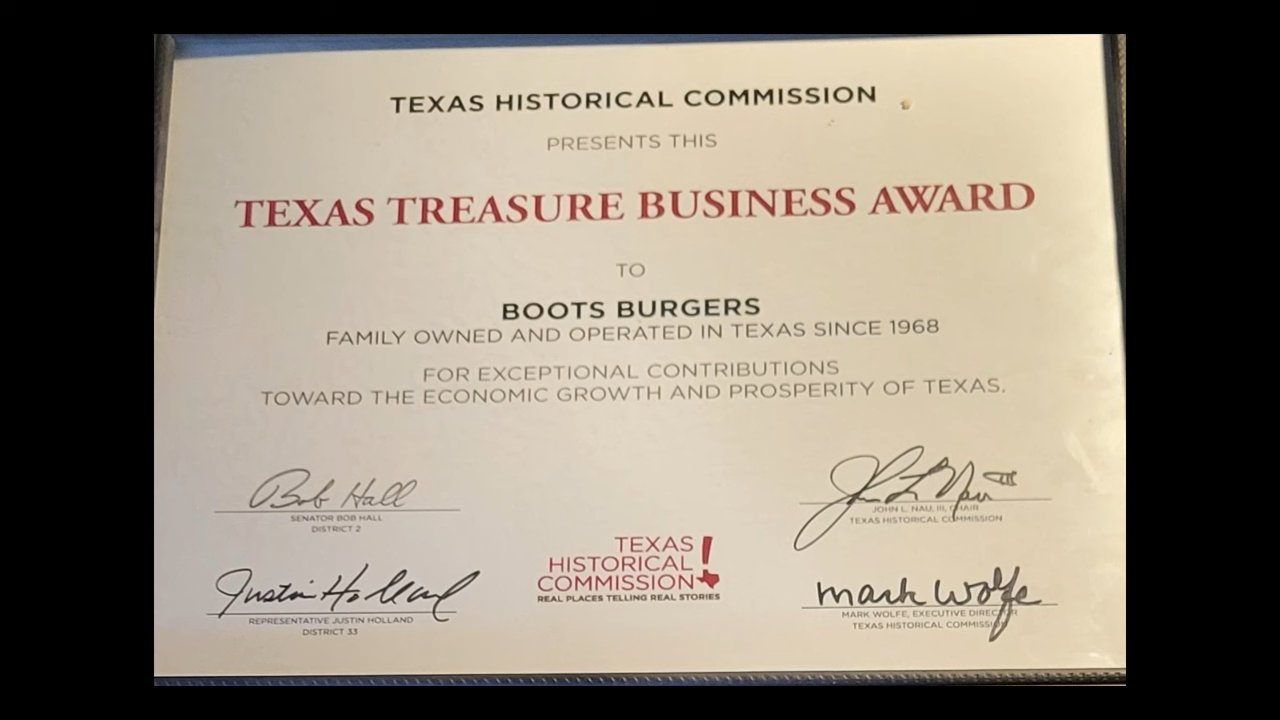 TEXAS HISTORICAL COMMISSION
PRESENTS THIS
TEXAS TREASURE BUSINESS AWARD
TO
BOOTS BURGERS
FAMILY OWNED AND OPERATED IN TEXAS SINCE 1968
FOR EXCEPTIONAL CONTRIBUTIONS
TOWARD THE ECONOMIC GROWTH AND PROSPERITY OF TEXAS.
Bob Hall
SENATOR BOB HALL
DISTRICT 2
John L Nau III
JOHN L. NAU, III, CHAIR
TEXAS HISTORICAL COMMISSION
Justin Holland
REPRESENTATIVE JUSTIN HOLLAND
DISTRICT 33
TEXAS
HISTORICAL
COMMISSION
REAL PLACES TELLING REAL STORIES
Mark Wolfe
MARK WOLFE, EXECUTIVE DIRECTOR
TEXAS HISTORICAL COMMISSION